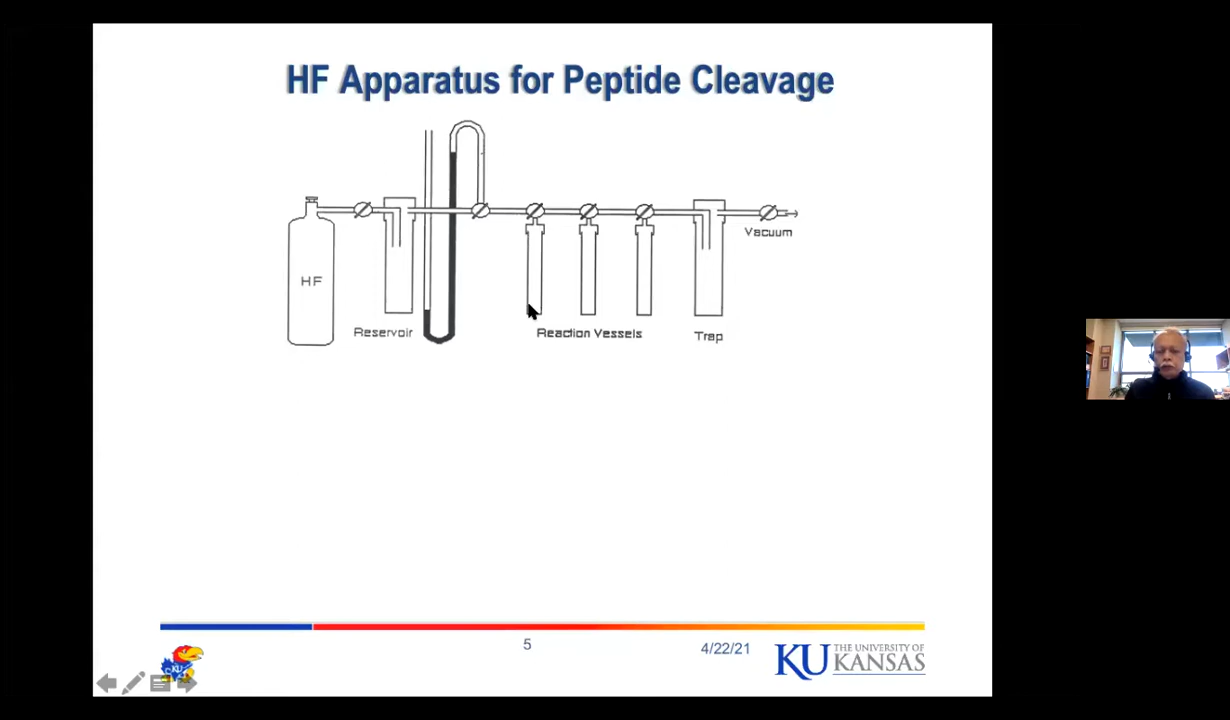 HF Apparatus for Peptide Cleavage
HF
Reservoir
Reaction Vessels
Trap
Vacuum
5
4/22/21
KU
KU THE UNIVERSITY OF
KANSAS